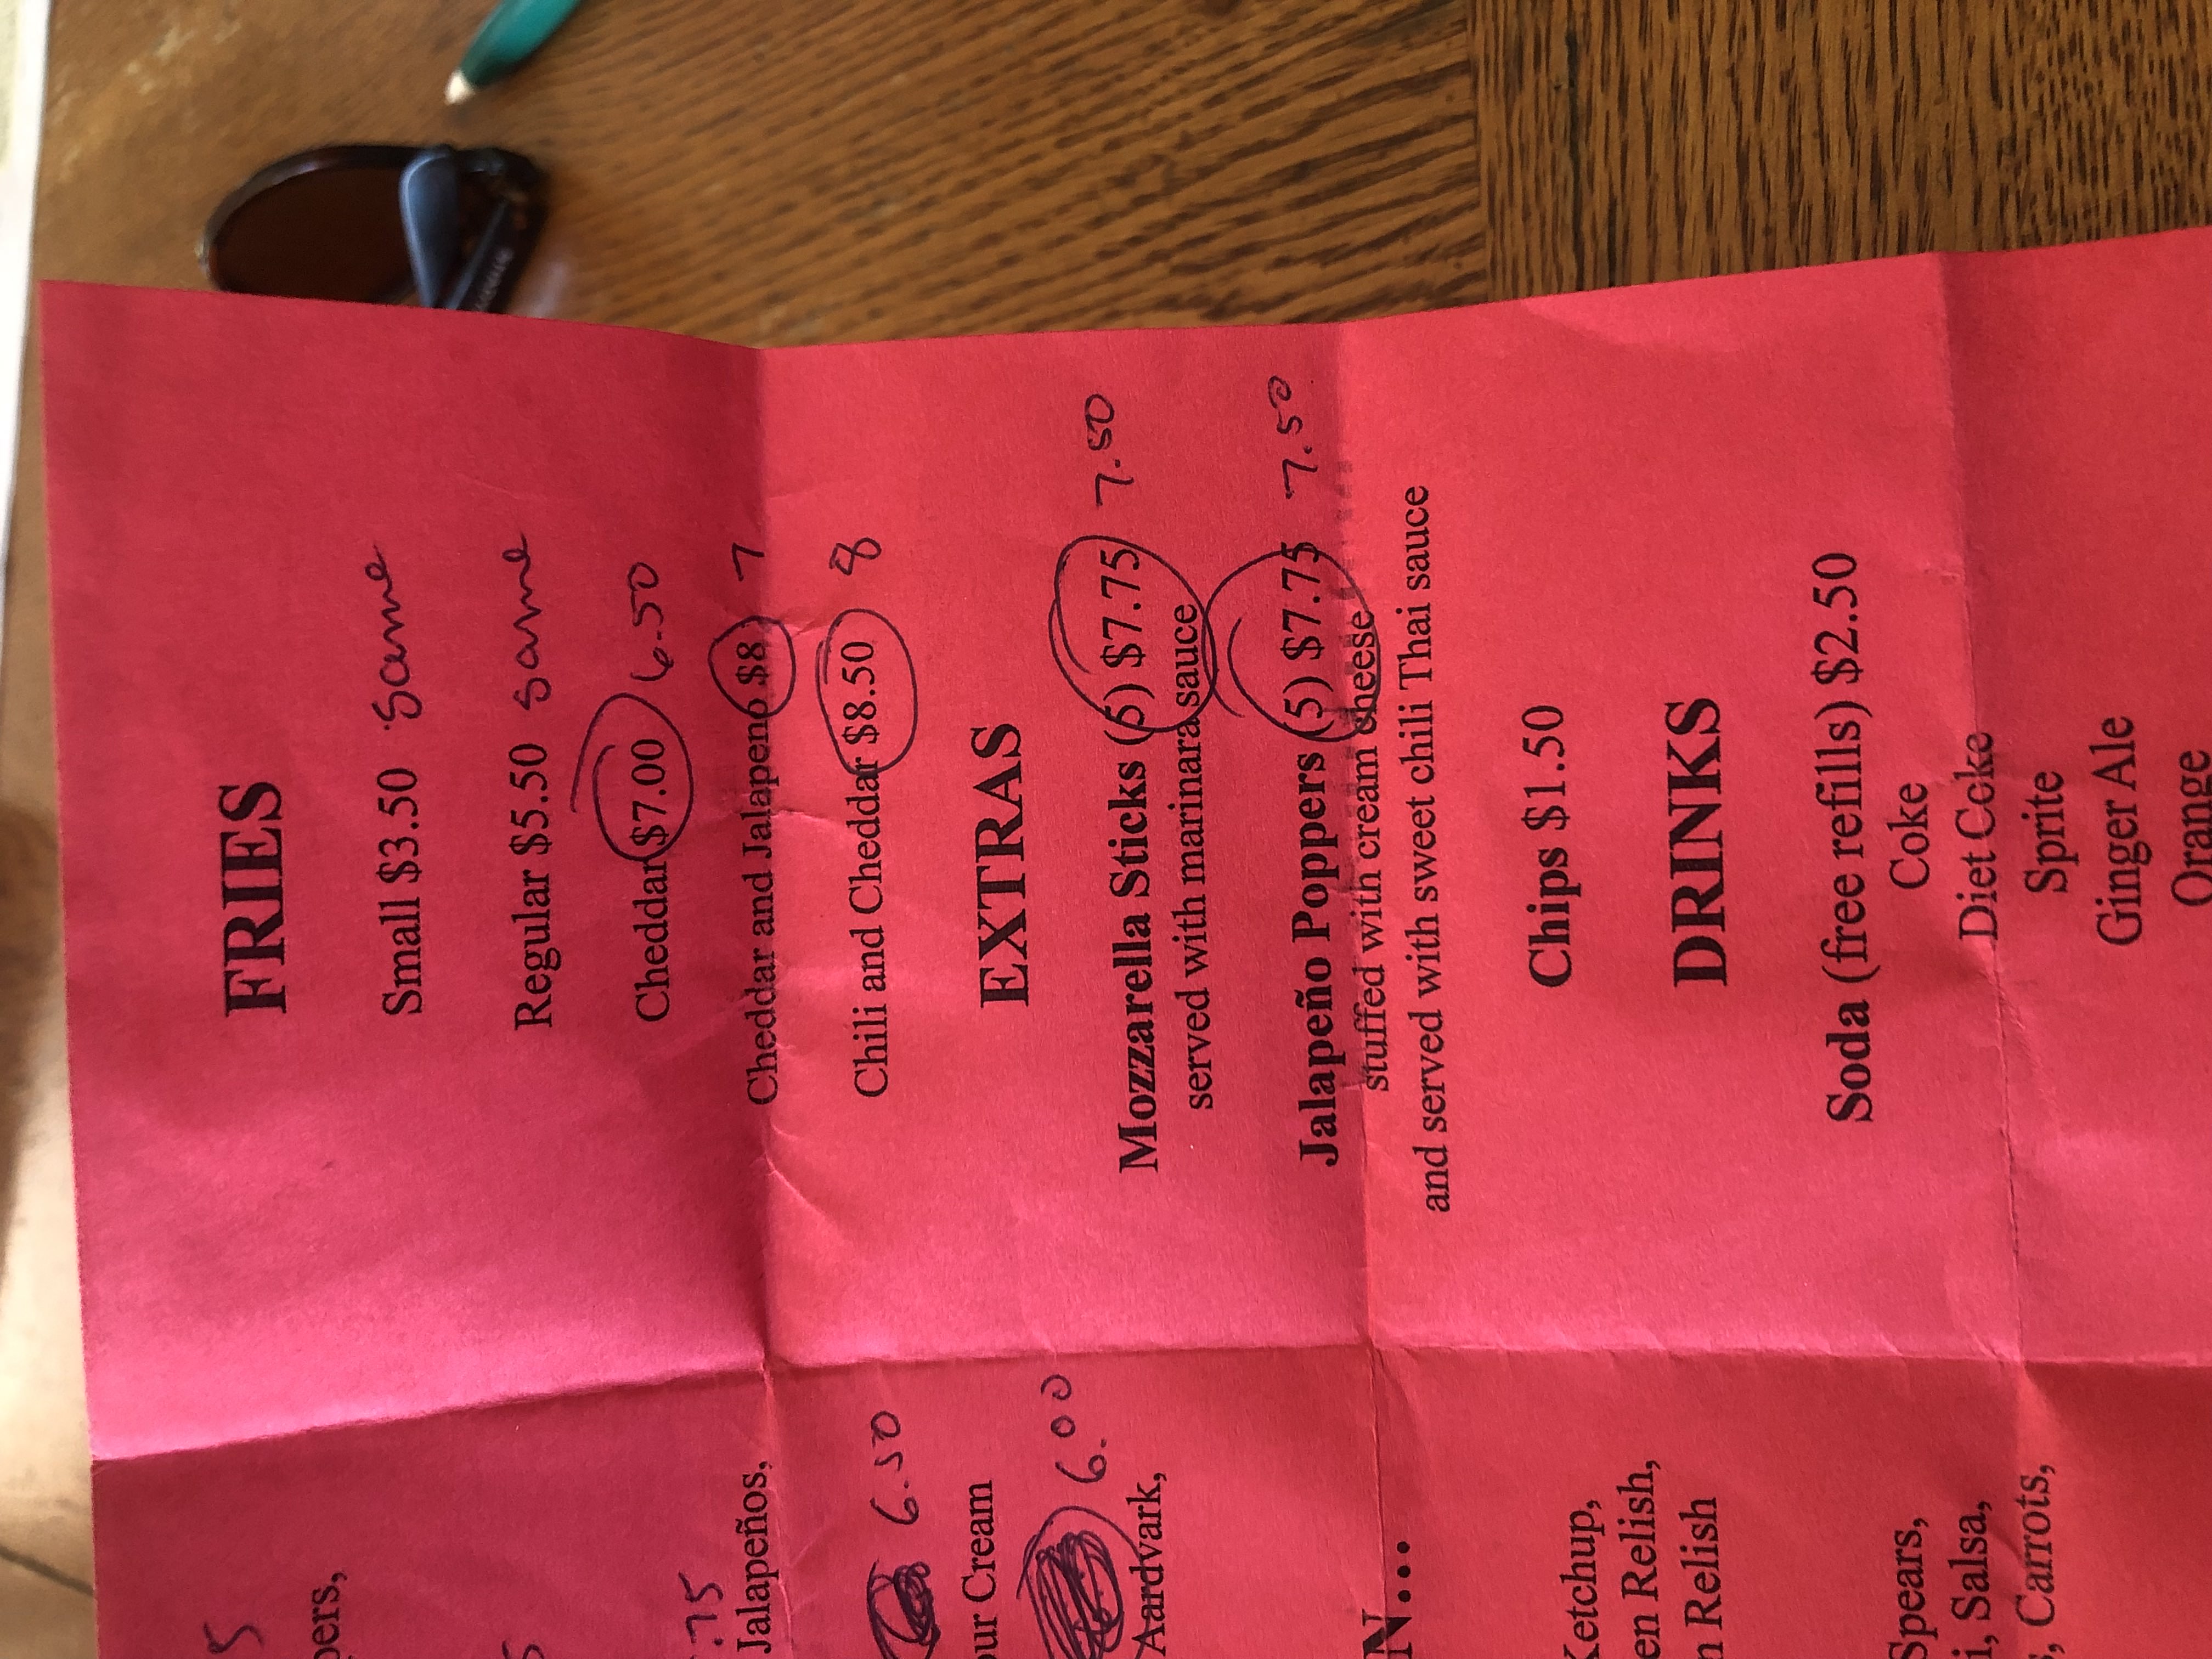 5
pers,
5
.75
Jalapeños,
6.50
our Cream
6.00
Aardvark,
N...
Ketchup,
en Relish,
n Relish
Spears,
i, Salsa,
s, Carrots,
FRIES
Small $3.50 same
Regular $5.50 same
Cheddar $7.00 6.50
Cheddar and Jalapeno $8 7
Chili and Cheddar $8.50 8
EXTRAS
Mozzarella Sticks (5) $7.75 7.50
served with marinara sauce
Jalapeño Poppers (5) $7.75 7.50
stuffed with cream cheese
and served with sweet chili Thai sauce
Chips $1.50
DRINKS
Soda (free refills) $2.50
Coke
Diet Coke
Sprite
Ginger Ale
Orange